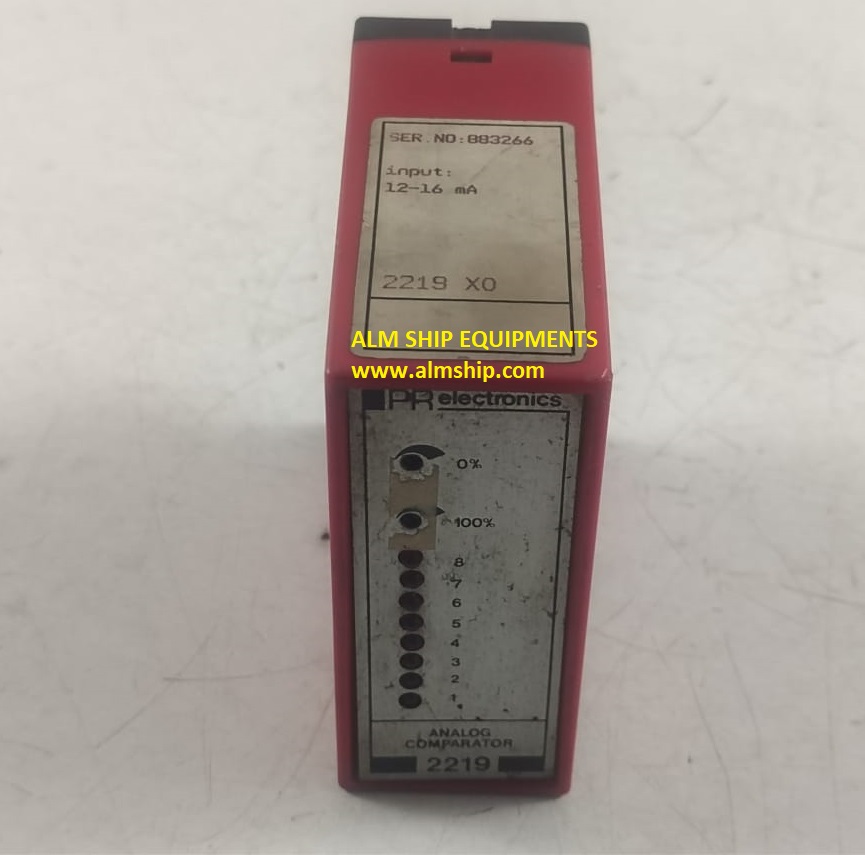 SER.NO:883266
input:
12-16 mA
2219 XO
ALM SHIP EQUIPMENTS
www.almship.com
PR electronics
0%
100%
8
7
6
5
4
3
2
1
ANALOG
COMPARATOR
2219